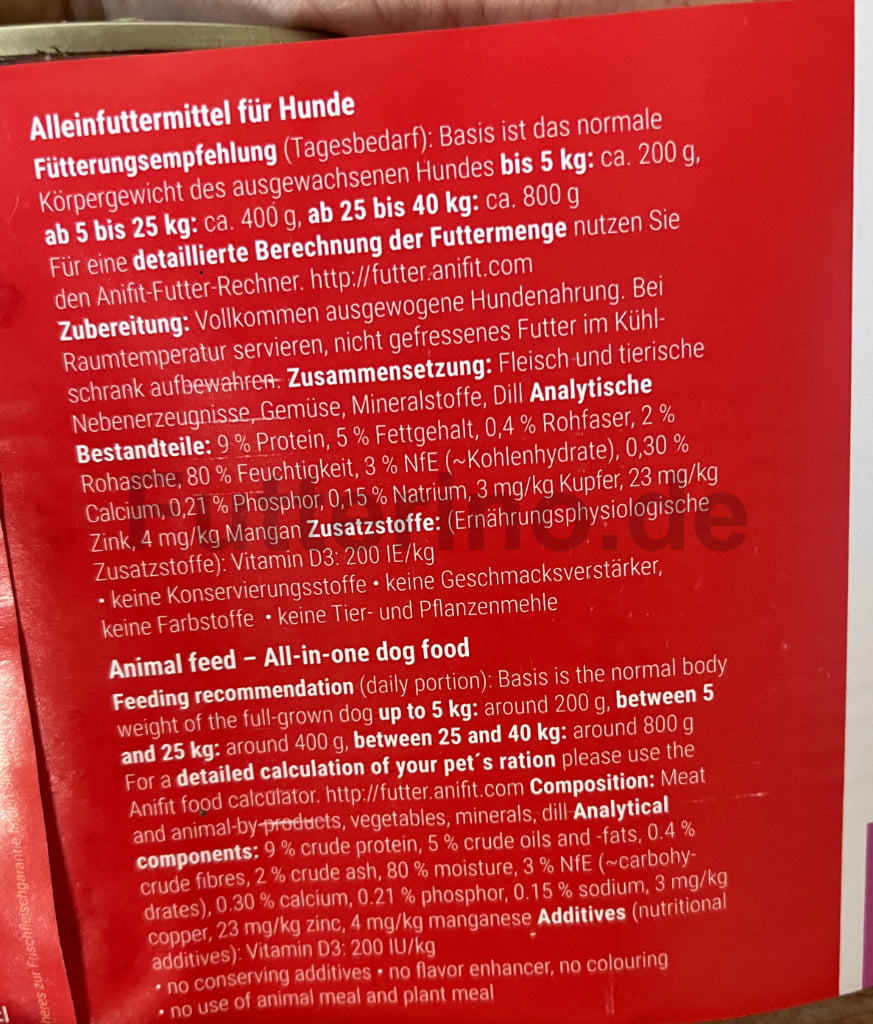 Alleinfuttermittel für Hunde
Fütterungsempfehlung (Tagesbedarf): Basis ist das normale
Körpergewicht des ausgewachsenen Hundes bis 5 kg: ca. 200 g,
ab 5 bis 25 kg: ca. 400 g, ab 25 bis 40 kg: ca. 800 g
Für eine detaillierte Berechnung der Futtermenge nutzen Sie
den Anifit-Futter-Rechner. http://futter.anifit.com
Zubereitung: Vollkommen ausgewogene Hundenahrung. Bei
Raumtemperatur servieren, nicht gefressenes Futter im Kühl-
schrank aufbewahren. Zusammensetzung: Fleisch und tierische
Nebenerzeugnisse, Gemüse, Mineralstoffe, Dill Analytische
Bestandteile: 9 % Protein, 5 % Fettgehalt, 0,4 % Rohfaser, 2 %
Rohasche, 80 % Feuchtigkeit, 3 % NfE (~Kohlenhydrate), 0,30 %
Calcium, 0,21 % Phosphor, 0,15 % Natrium, 3 mg/kg Kupfer, 23 mg/kg
Zink, 4 mg/kg Mangan Zusatzstoffe: (Ernährungsphysiologische
Zusatzstoffe): Vitamin D3: 200 IE/kg
• keine Konservierungsstoffe • keine Geschmacksverstärker,
keine Farbstoffe • keine Tier- und Pflanzenmehle
Animal feed – All-in-one dog food
Feeding recommendation (daily portion): Basis is the normal body
weight of the full-grown dog up to 5 kg: around 200 g, between 5
and 25 kg: around 400 g, between 25 and 40 kg: around 800 g
For a detailed calculation of your pet´s ration please use the
Anifit food calculator. http://futter.anifit.com Composition: Meat
and animal-by-products, vegetables, minerals, dill Analytical
components: 9 % crude protein, 5 % crude oils and -fats, 0.4 %
crude fibres, 2 % crude ash, 80 % moisture, 3 % NfE (~carbohy-
drates), 0.30 % calcium, 0.21 % phosphor, 0.15 % sodium, 3 mg/kg
copper, 23 mg/kg zinc, 4 mg/kg manganese Additives (nutritional
additives): Vitamin D3: 200 IU/kg
• no conserving additives • no flavor enhancer, no colouring
• no use of animal meal and plant meal
Futterino.de
zur Frischfleischgarantie